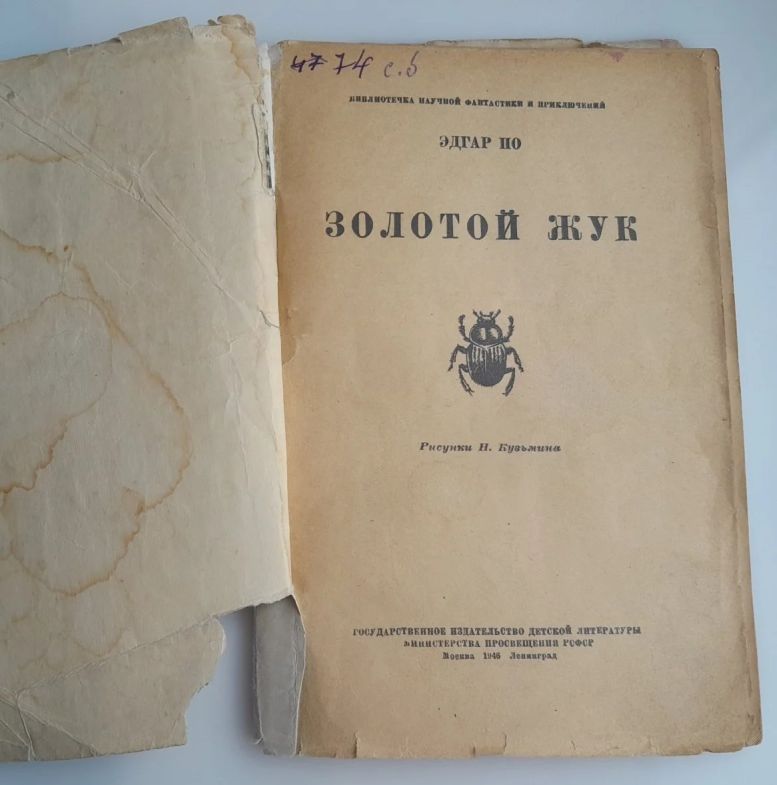 74 с. б
БИБЛИОТЕЧКА НАУЧНОЙ ФАНТАСТИКИ И ПРИКЛЮЧЕНИЙ
ЭДГАР ПО
ЗОЛОТОЙ ЖУК
Рисунки Н. Кузьмина
ГОСУДАРСТВЕННОЕ ИЗДАТЕЛЬСТВО ДЕТСКОЙ ЛИТЕРАТУРЫ
МИНИСТЕРСТВА ПРОСВЕЩЕНИЯ РСФСР
Москва 1946 Ленинград